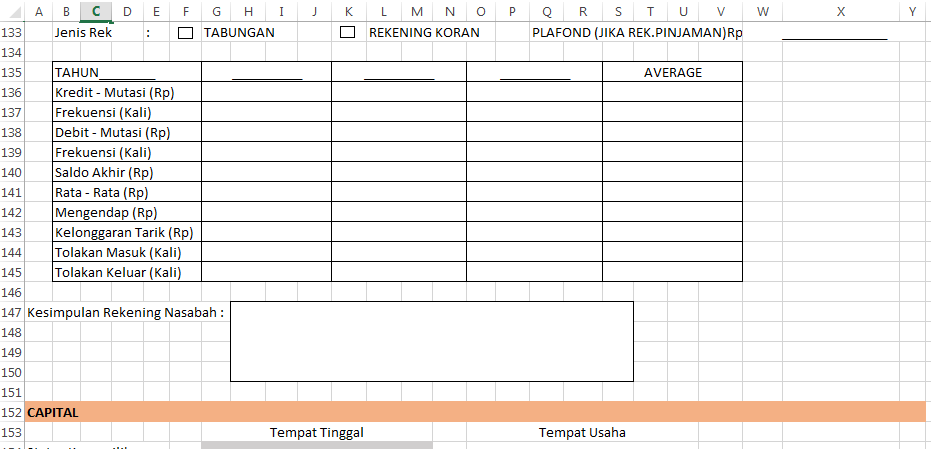 A B C D E F G H I J K L M N O P Q R S T U V W X Y
133 Jenis Rek : TABUNGAN REKENING KORAN PLAFOND (JIKA REK.PINJAMAN)Rp ____________
134
135 TAHUN________ __________ __________ __________ AVERAGE
136 Kredit - Mutasi (Rp)
137 Frekuensi (Kali)
138 Debit - Mutasi (Rp)
139 Frekuensi (Kali)
140 Saldo Akhir (Rp)
141 Rata - Rata (Rp)
142 Mengendap (Rp)
143 Kelonggaran Tarik (Rp)
144 Tolakan Masuk (Kali)
145 Tolakan Keluar (Kali)
146
147 Kesimpulan Rekening Nasabah :
148
149
150
151
152 CAPITAL
153 Tempat Tinggal Tempat Usaha